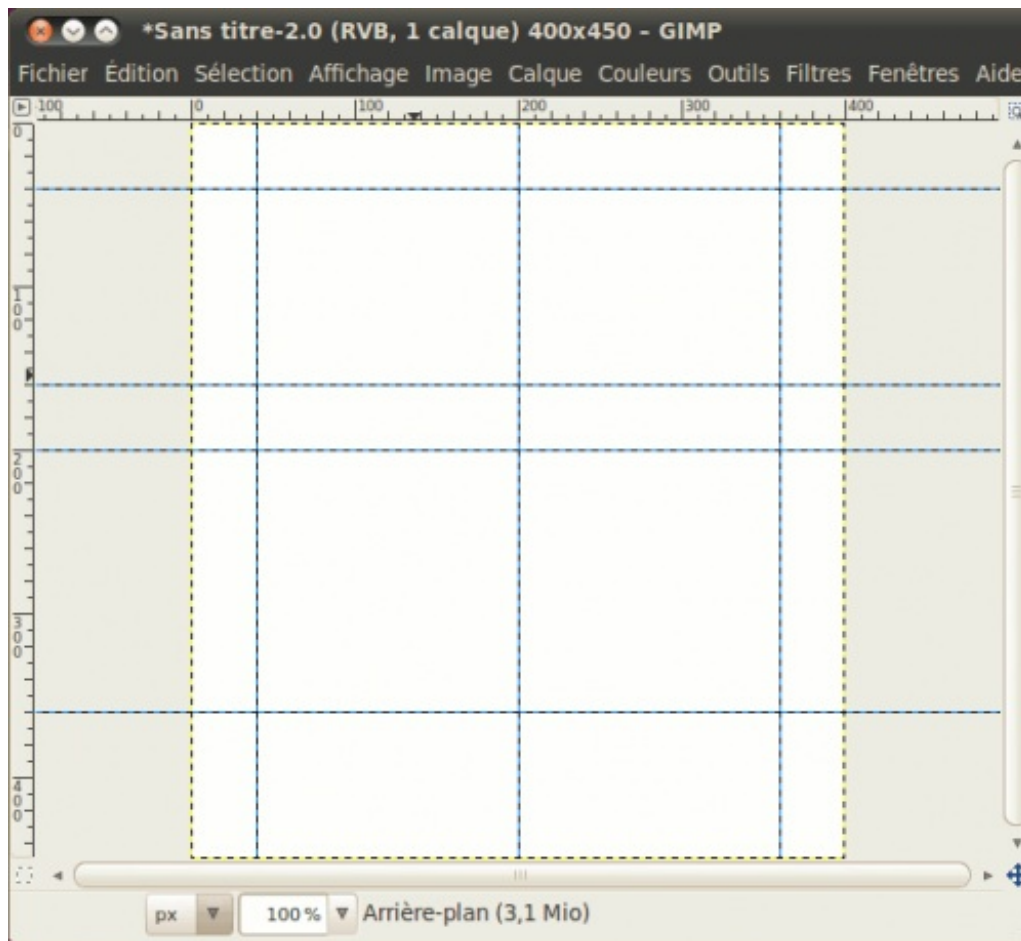 *Sans titre-2.0 (RVB, 1 calque) 400x450 – GIMP
Fichier Édition Sélection Affichage Image Calque Couleurs Outils Filtres Fenêtres Aide
100 0 100 200 300 400
0
100
200
300
400
px 100 % Arrière-plan (3,1 Mio)